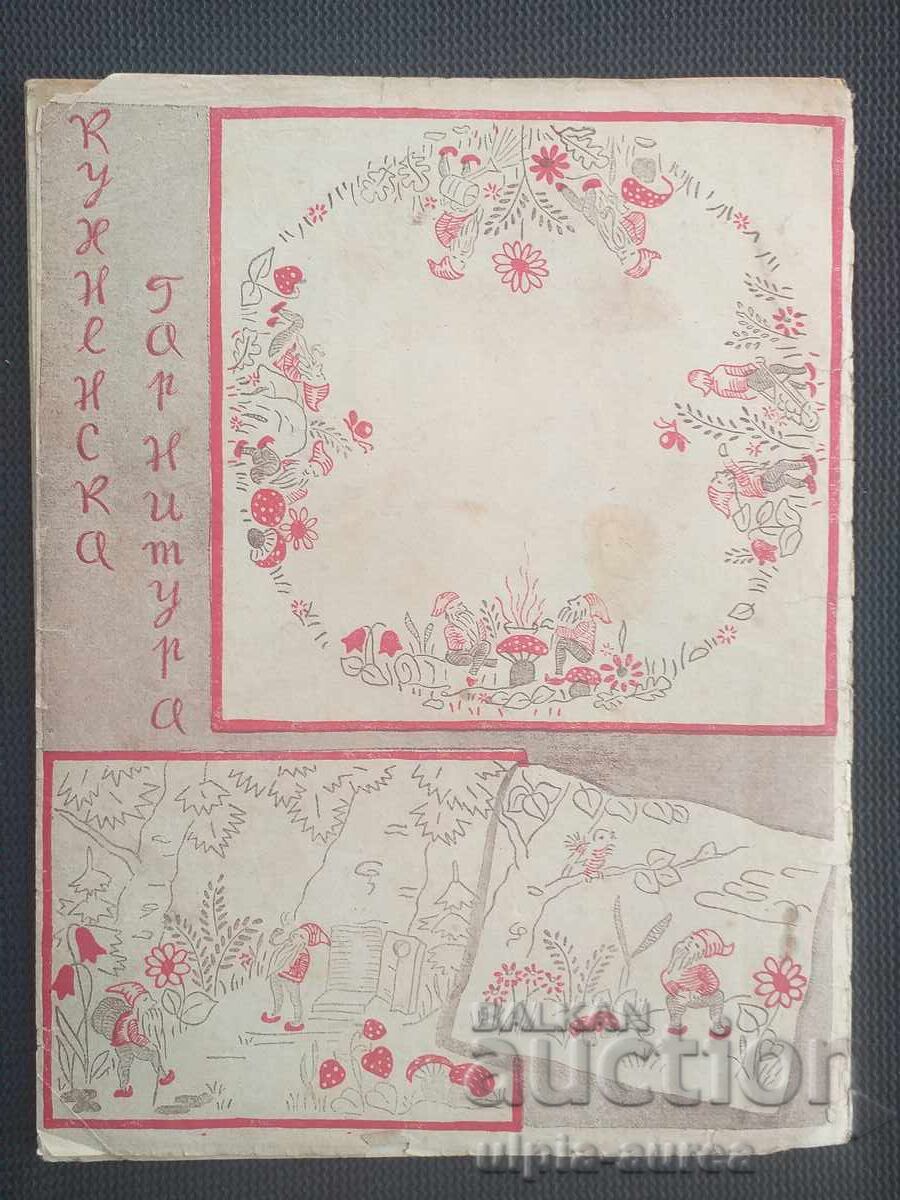 Кухненска
Гарнитура
BALKAN
auction
ulpia-aurea